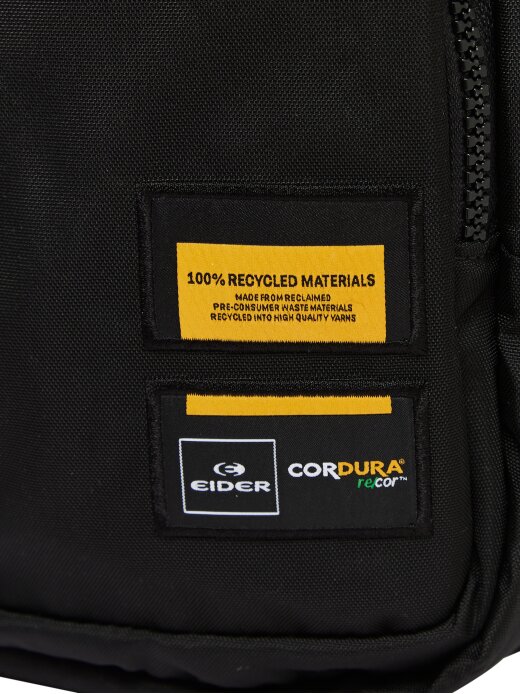 100% RECYCLED MATERIALS
MADE FROM RECLAIMED
PRE-CONSUMER WASTE MATERIALS
RECYCLED INTO HIGH QUALITY YARNS
EIDER
CORDURA®
re/cor™